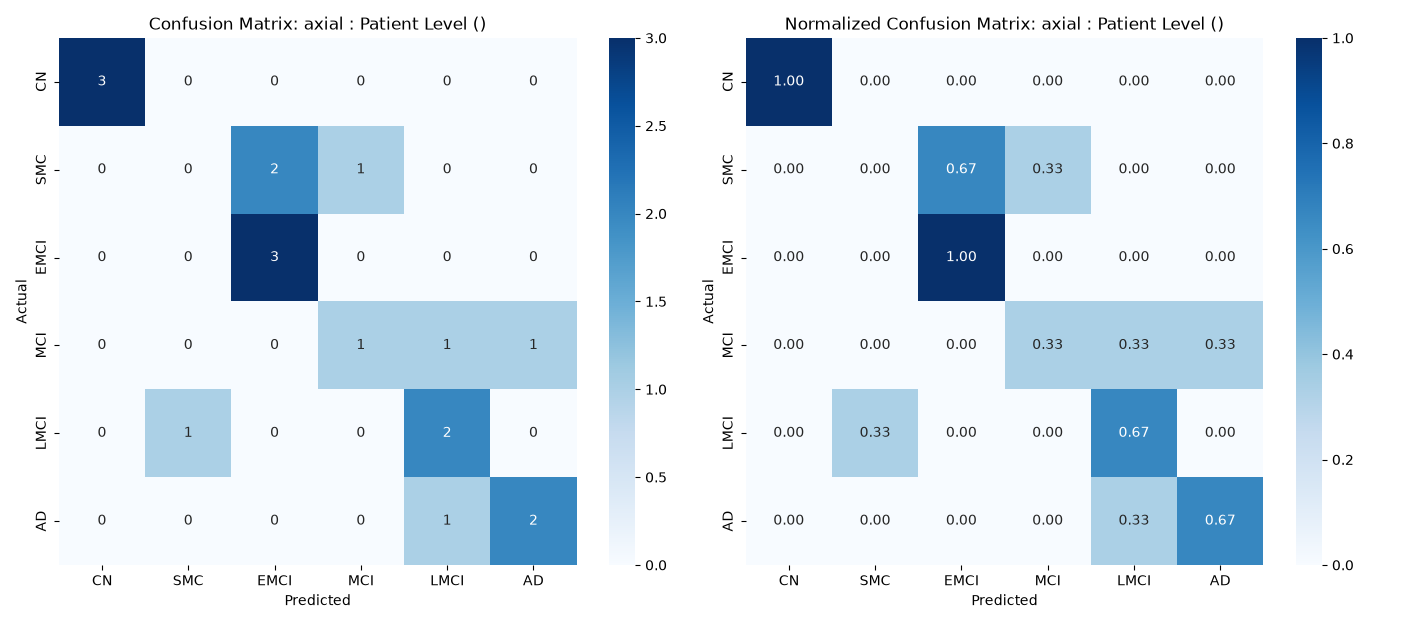 Confusion Matrix: axial : Patient Level ()
CN 3 0 0 0 0 0
SMC 0 0 2 1 0 0
EMCI 0 0 3 0 0 0
MCI 0 0 0 1 1 1
LMCI 0 1 0 0 2 0
AD 0 0 0 0 1 2
CN SMC EMCI MCI LMCI AD
Predicted
Actual
3.0
2.5
2.0
1.5
1.0
0.5
0.0
Normalized Confusion Matrix: axial : Patient Level ()
CN 1.00 0.00 0.00 0.00 0.00 0.00
SMC 0.00 0.00 0.67 0.33 0.00 0.00
EMCI 0.00 0.00 1.00 0.00 0.00 0.00
MCI 0.00 0.00 0.00 0.33 0.33 0.33
LMCI 0.00 0.33 0.00 0.00 0.67 0.00
AD 0.00 0.00 0.00 0.00 0.33 0.67
CN SMC EMCI MCI LMCI AD
Predicted
Actual
1.0
0.8
0.6
0.4
0.2
0.0